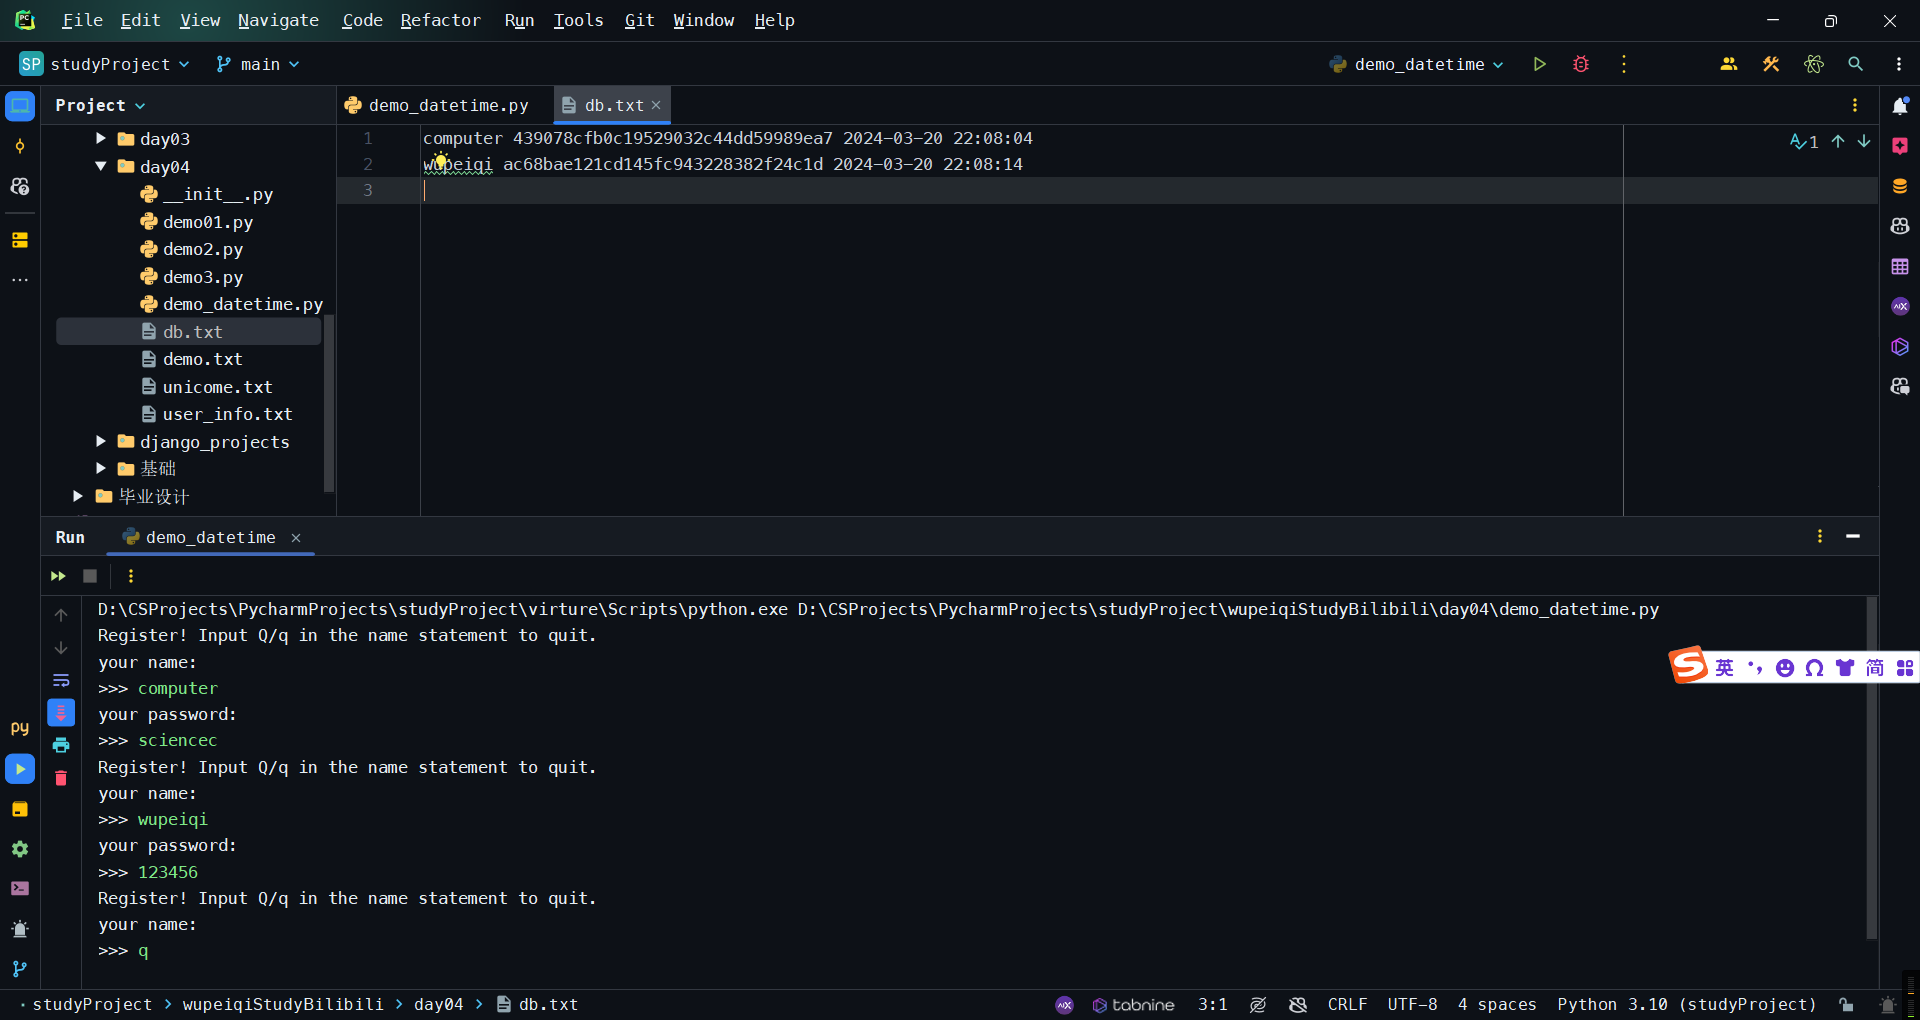 File Edit View Navigate Code Refactor Run Tools Git Window Help
SP studyProject main demo_datetime
Project demo_datetime.py db.txt
day03
day04
__init__.py
demo01.py
demo2.py
demo3.py
demo_datetime.py
db.txt
demo.txt
unicome.txt
user_info.txt
django_projects
基础
毕业设计
1 computer 439078cfb0c19529032c44dd59989ea7 2024-03-20 22:08:04
2 wupeiqi ac68bae121cd145fc943228382f24c1d 2024-03-20 22:08:14
3
1
Run demo_datetime
D:\CSProjects\PycharmProjects\studyProject\virture\Scripts\python.exe D:\CSProjects\PycharmProjects\studyProject\wupeiqiStudyBilibili\day04\demo_datetime.py
Register! Input Q/q in the name statement to quit.
your name:
>>> computer
your password:
>>> sciencec
Register! Input Q/q in the name statement to quit.
your name:
>>> wupeiqi
your password:
>>> 123456
Register! Input Q/q in the name statement to quit.
your name:
>>> q
英 简
py
studyProject > wupeiqiStudyBilibili > day04 > db.txt
tabnine 3:1 CRLF UTF-8 4 spaces Python 3.10 (studyProject)